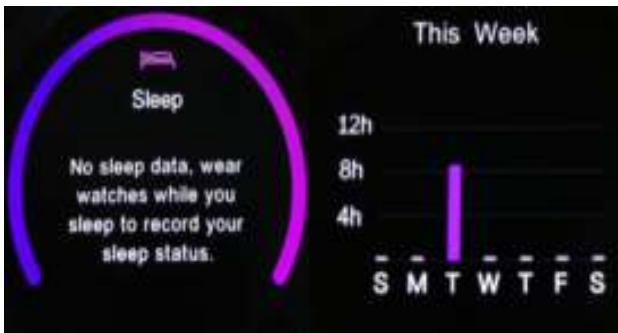 Sleep
No sleep data, wear
watches while you
sleep to record your
sleep status.
This Week
12h
8h
4h
S M T W T F S